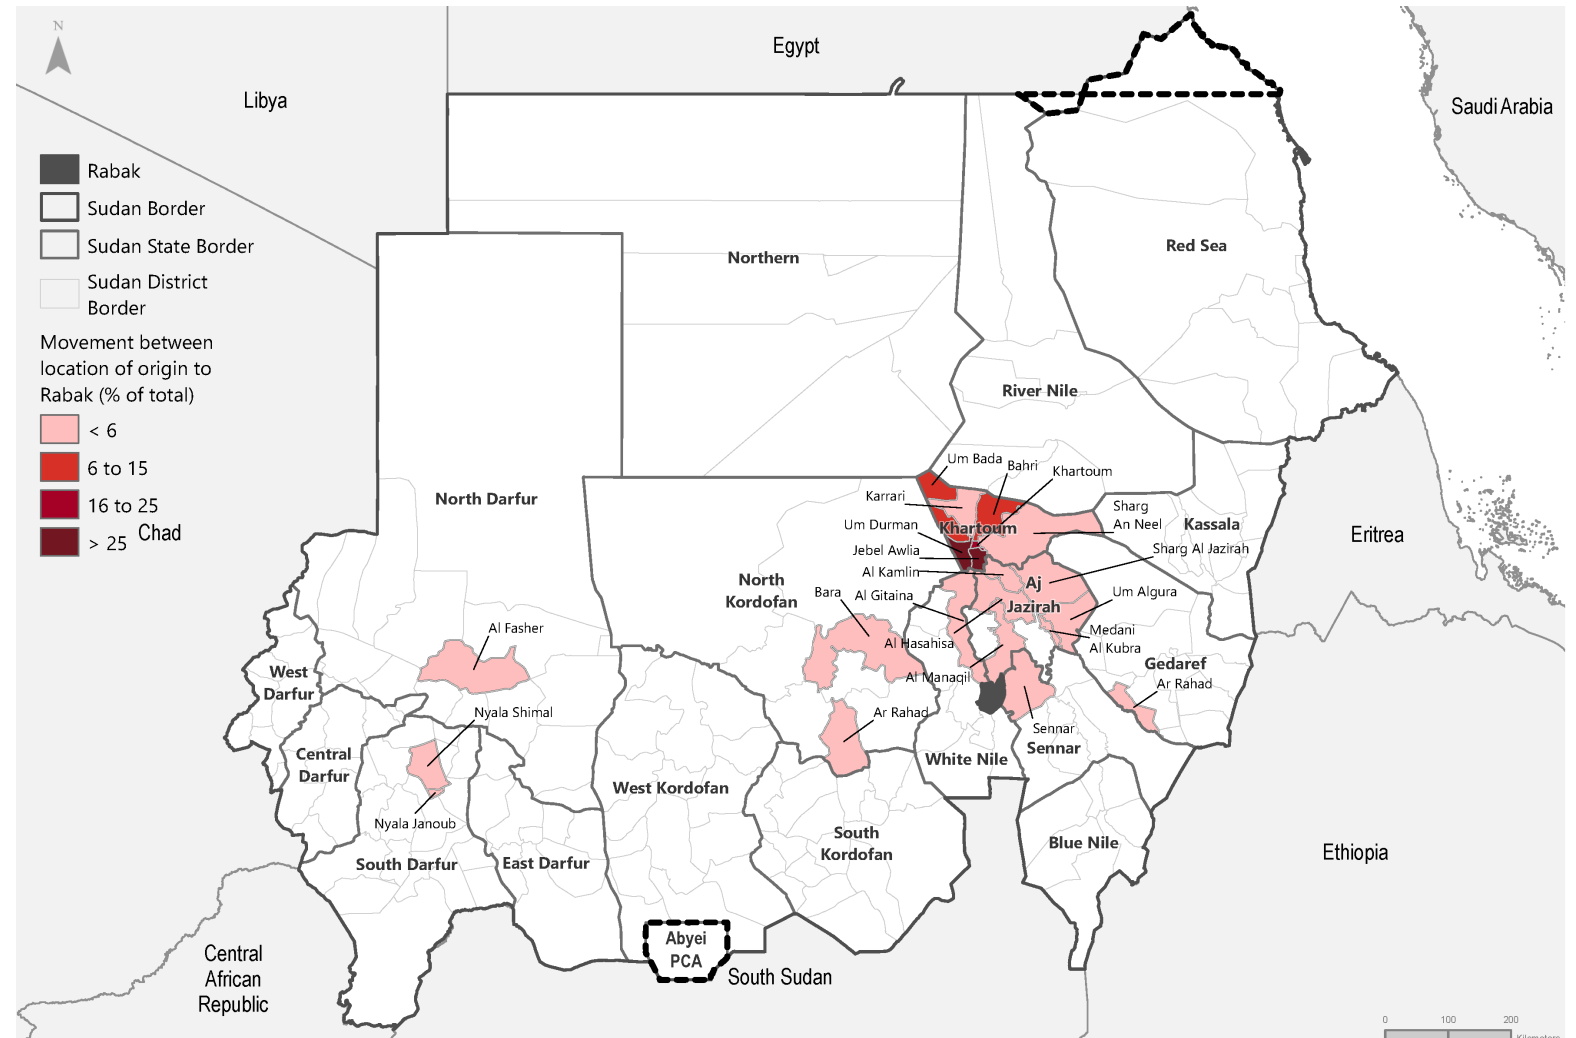 N
Egypt
Libya
Saudi Arabia
Rabak
Sudan Border
Sudan State Border
Sudan District
Border
Movement between
location of origin to
Rabak (% of total)
< 6
6 to 15
16 to 25
> 25
Chad
Northern
Red Sea
River Nile
North Darfur
Um Bada
Bahri
Khartoum
Karrari
Sharg
An Neel
Um Durman
Khartoum
Kassala
Eritrea
Jebel Awlia
Sharg Al Jazirah
Al Kamlin
North
Kordofan
Bara
Al Gitaina
Aj
Jazirah
Um Algura
Al Fasher
Al Hasahisa
Medani
Al Kubra
West
Darfur
Al Manaqil
Gedaref
Ar Rahad
Nyala Shimal
Ar Rahad
Sennar
Sennar
Central
Darfur
White Nile
West Kordofan
Nyala Janoub
South
Kordofan
Blue Nile
South Darfur
East Darfur
Ethiopia
Abyei
PCA
Central
African
Republic
South Sudan
0 100 200
Kilometers